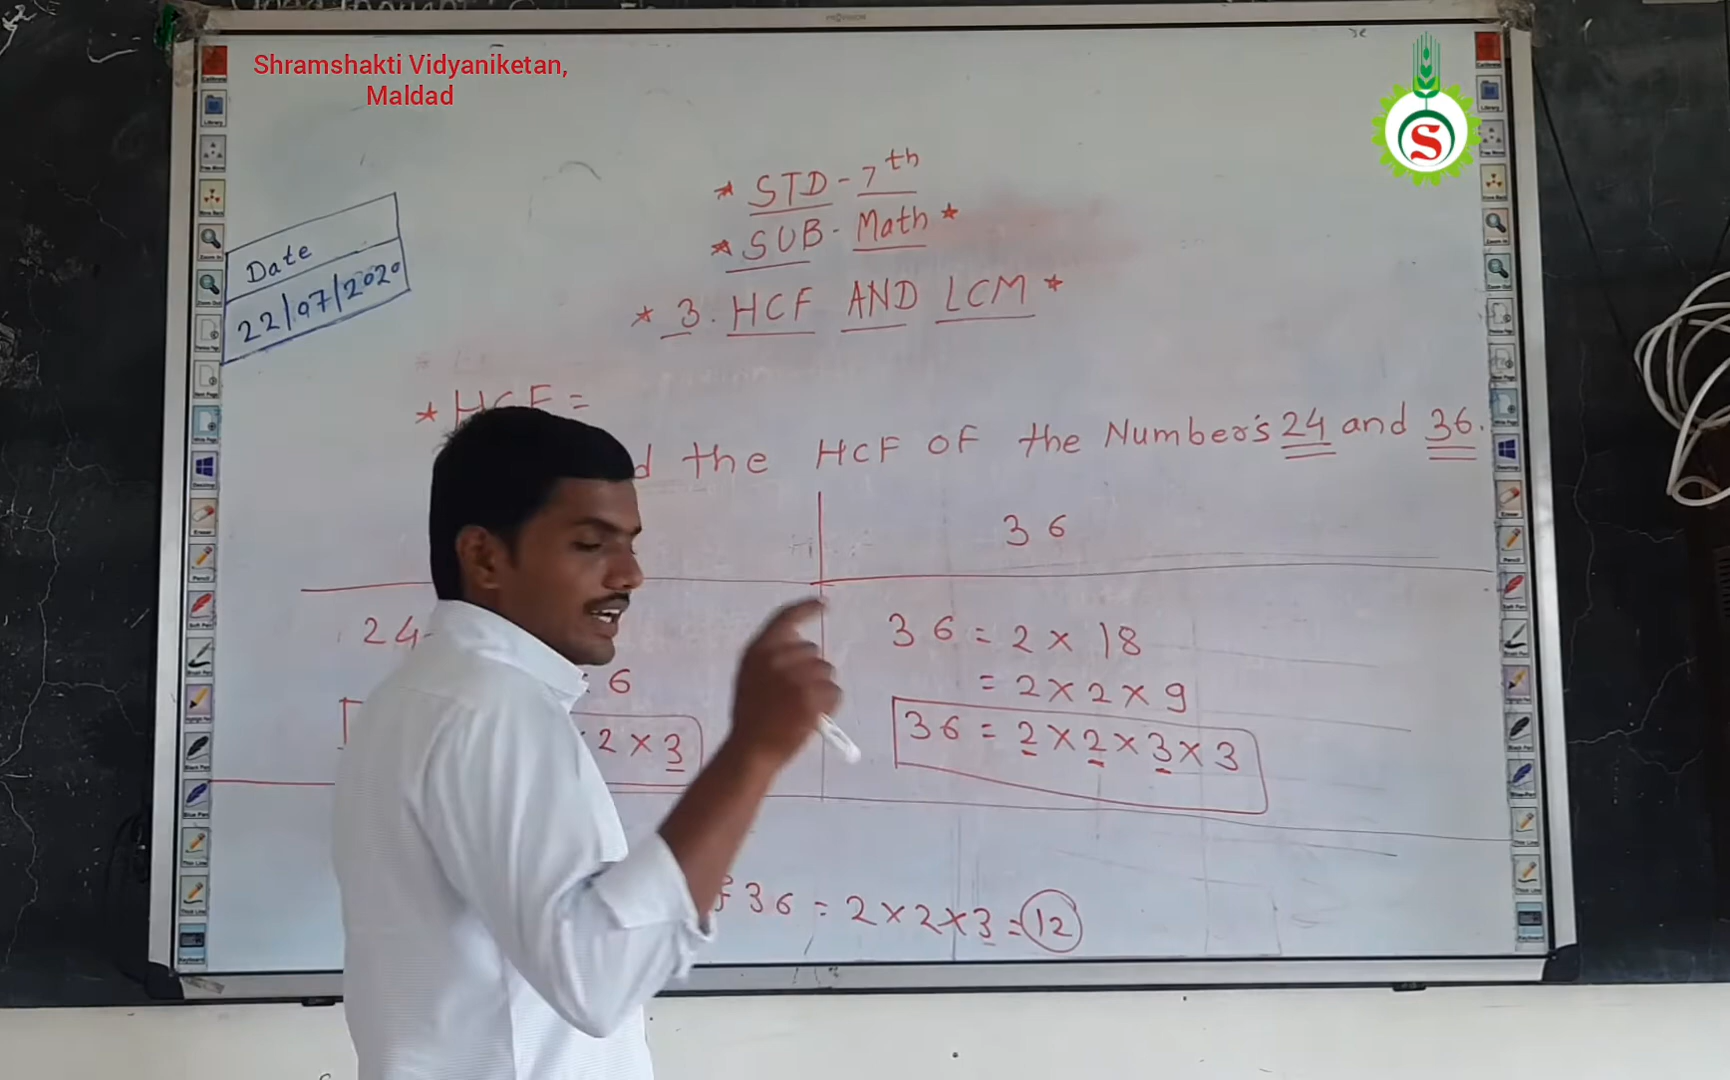 Shramshakti Vidyaniketan,
Maldad
S
* STD - 7th
* SUB - Math *
* 3. HCF AND LCM *
Date
22/07/2020
* HCF =
d the HCF OF the Number's 24 and 36.
36
24
36 = 2 × 18
6
= 2 × 2 × 9
2 × 3
36 = 2 × 2 × 3 × 3
f 36 = 2 × 2 × 3 = 12